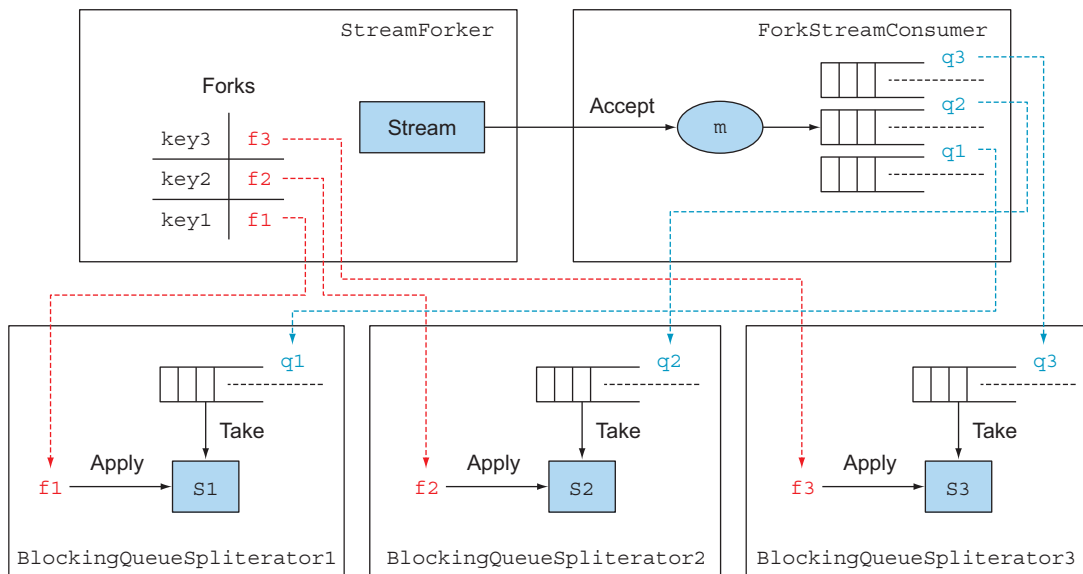 StreamForker
Forks
key3 f3
key2 f2
key1 f1
Stream
Accept
ForkStreamConsumer
m
q3
q2
q1
q1
Take
Apply
f1
S1
BlockingQueueSpliterator1
q2
Take
Apply
f2
S2
BlockingQueueSpliterator2
q3
Take
Apply
f3
S3
BlockingQueueSpliterator3